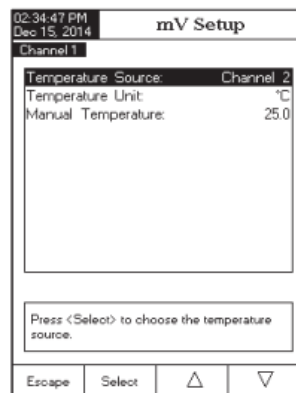 02:34:47 PM
Dec 15, 2014
mV Setup
Channel 1
Temperature Source: Channel 2
Temperature Unit: °C
Manual Temperature: 25.0
Press <Select> to choose the temperature
source.
Escape Select △ ▽